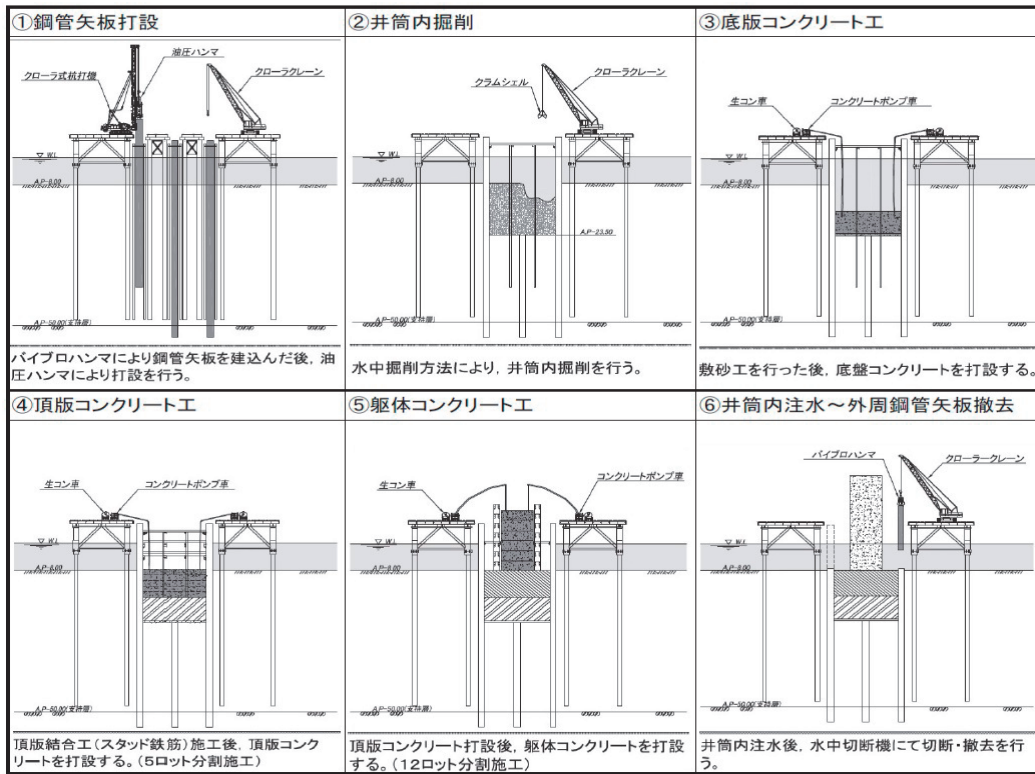 ①鋼管矢板打設
油圧ハンマ
クローラ式杭打機
クローラクレーン
W.L
A.P-8.00
A.P-50.00(支持層)
バイブロハンマにより鋼管矢板を建込んだ後，油
圧ハンマにより打設を行う。
②井筒内掘削
クラムシェル
クローラクレーン
W.L
A.P-8.00
A.P-23.50
A.P-50.00(支持層)
水中掘削方法により，井筒内掘削を行う。
③底版コンクリート工
生コン車
コンクリートポンプ車
W.L
A.P-8.00
A.P-50.00(支持層)
敷砂工を行った後，底盤コンクリートを打設する。
④頂版コンクリート工
生コン車
コンクリートポンプ車
W.L
A.P-8.00
A.P-50.00(支持層)
頂版結合工(スタッド鉄筋)施工後，頂版コンク
リートを打設する。(5ロット分割施工)
⑤躯体コンクリート工
生コン車
コンクリートポンプ車
W.L
A.P-8.00
A.P-50.00(支持層)
頂版コンクリート打設後，躯体コンクリートを打設
する。(12ロット分割施工)
⑥井筒内注水～外周鋼管矢板撤去
バイブロハンマ
クローラークレーン
W.L
A.P-8.00
A.P-50.00(支持層)
井筒内注水後，水中切断機にて切断・撤去を行
う。